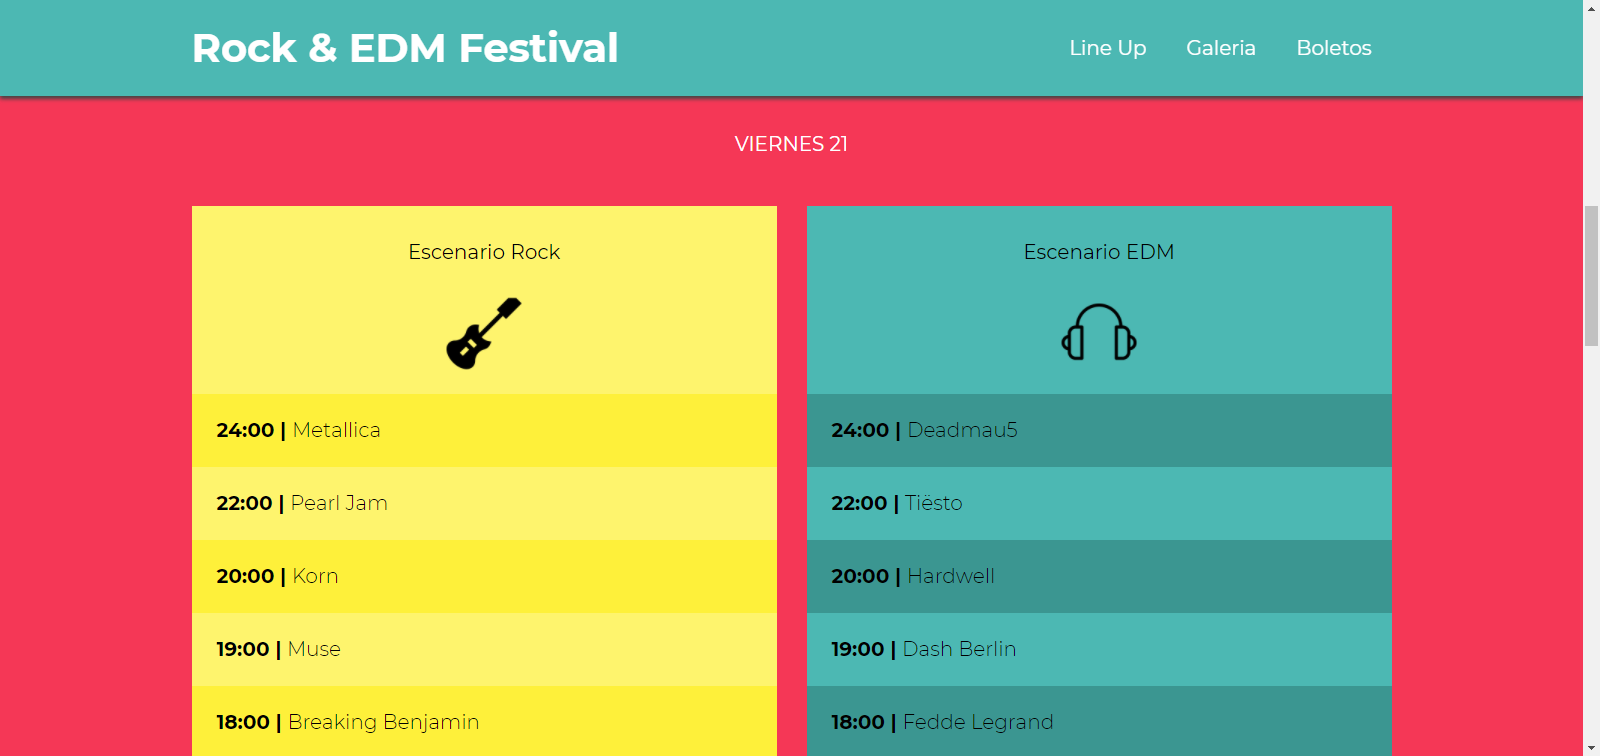 Rock & EDM Festival
Line Up
Galeria
Boletos
VIERNES 21
Escenario Rock
24:00 | Metallica
22:00 | Pearl Jam
20:00 | Korn
19:00 | Muse
18:00 | Breaking Benjamin
Escenario EDM
24:00 | Deadmau5
22:00 | Tiësto
20:00 | Hardwell
19:00 | Dash Berlin
18:00 | Fedde Legrand